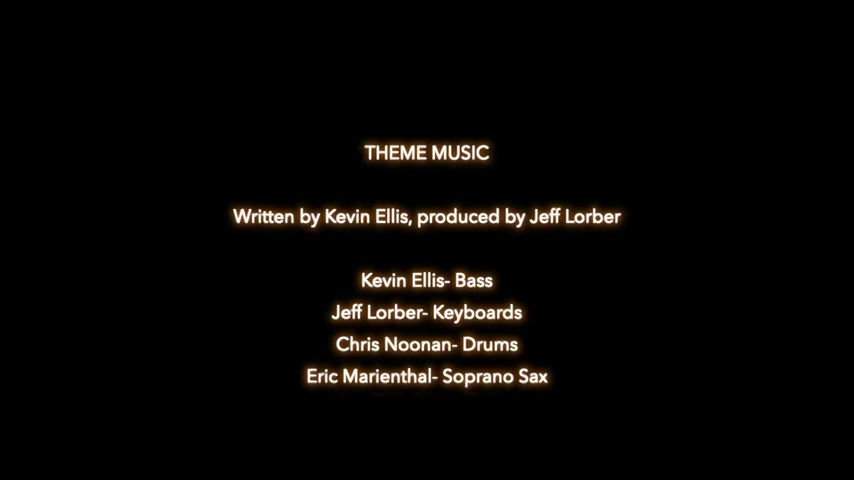 THEME MUSIC
Written by Kevin Ellis, produced by Jeff Lorber
Kevin Ellis- Bass
Jeff Lorber- Keyboards
Chris Noonan- Drums
Eric Marienthal- Soprano Sax